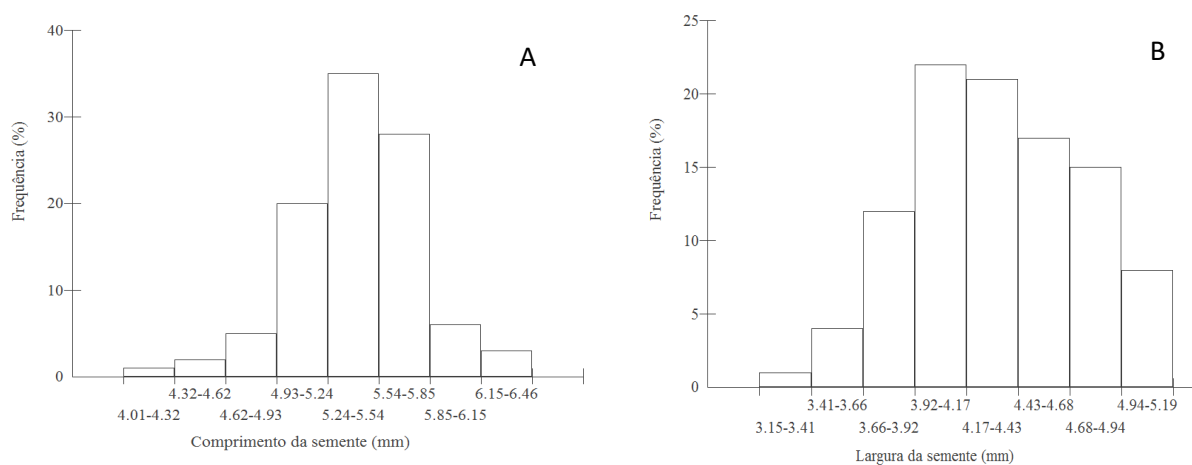 A
40
30
20
10
0
Frequência (%)
4.32-4.62 4.93-5.24 5.54-5.85 6.15-6.46
4.01-4.32 4.62-4.93 5.24-5.54 5.85-6.15
Comprimento da semente (mm)
B
25
20
15
10
5
0
Frequência (%)
3.41-3.66 3.92-4.17 4.43-4.68 4.94-5.19
3.15-3.41 3.66-3.92 4.17-4.43 4.68-4.94
Largura da semente (mm)